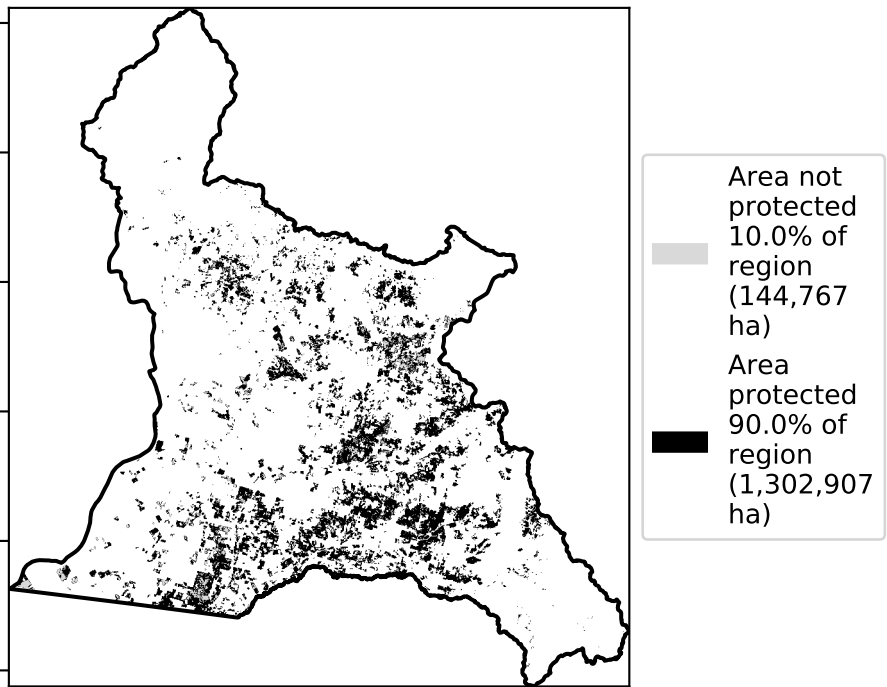 Area not
protected
10.0% of
region
(144,767
ha)
Area
protected
90.0% of
region
(1,302,907
ha)